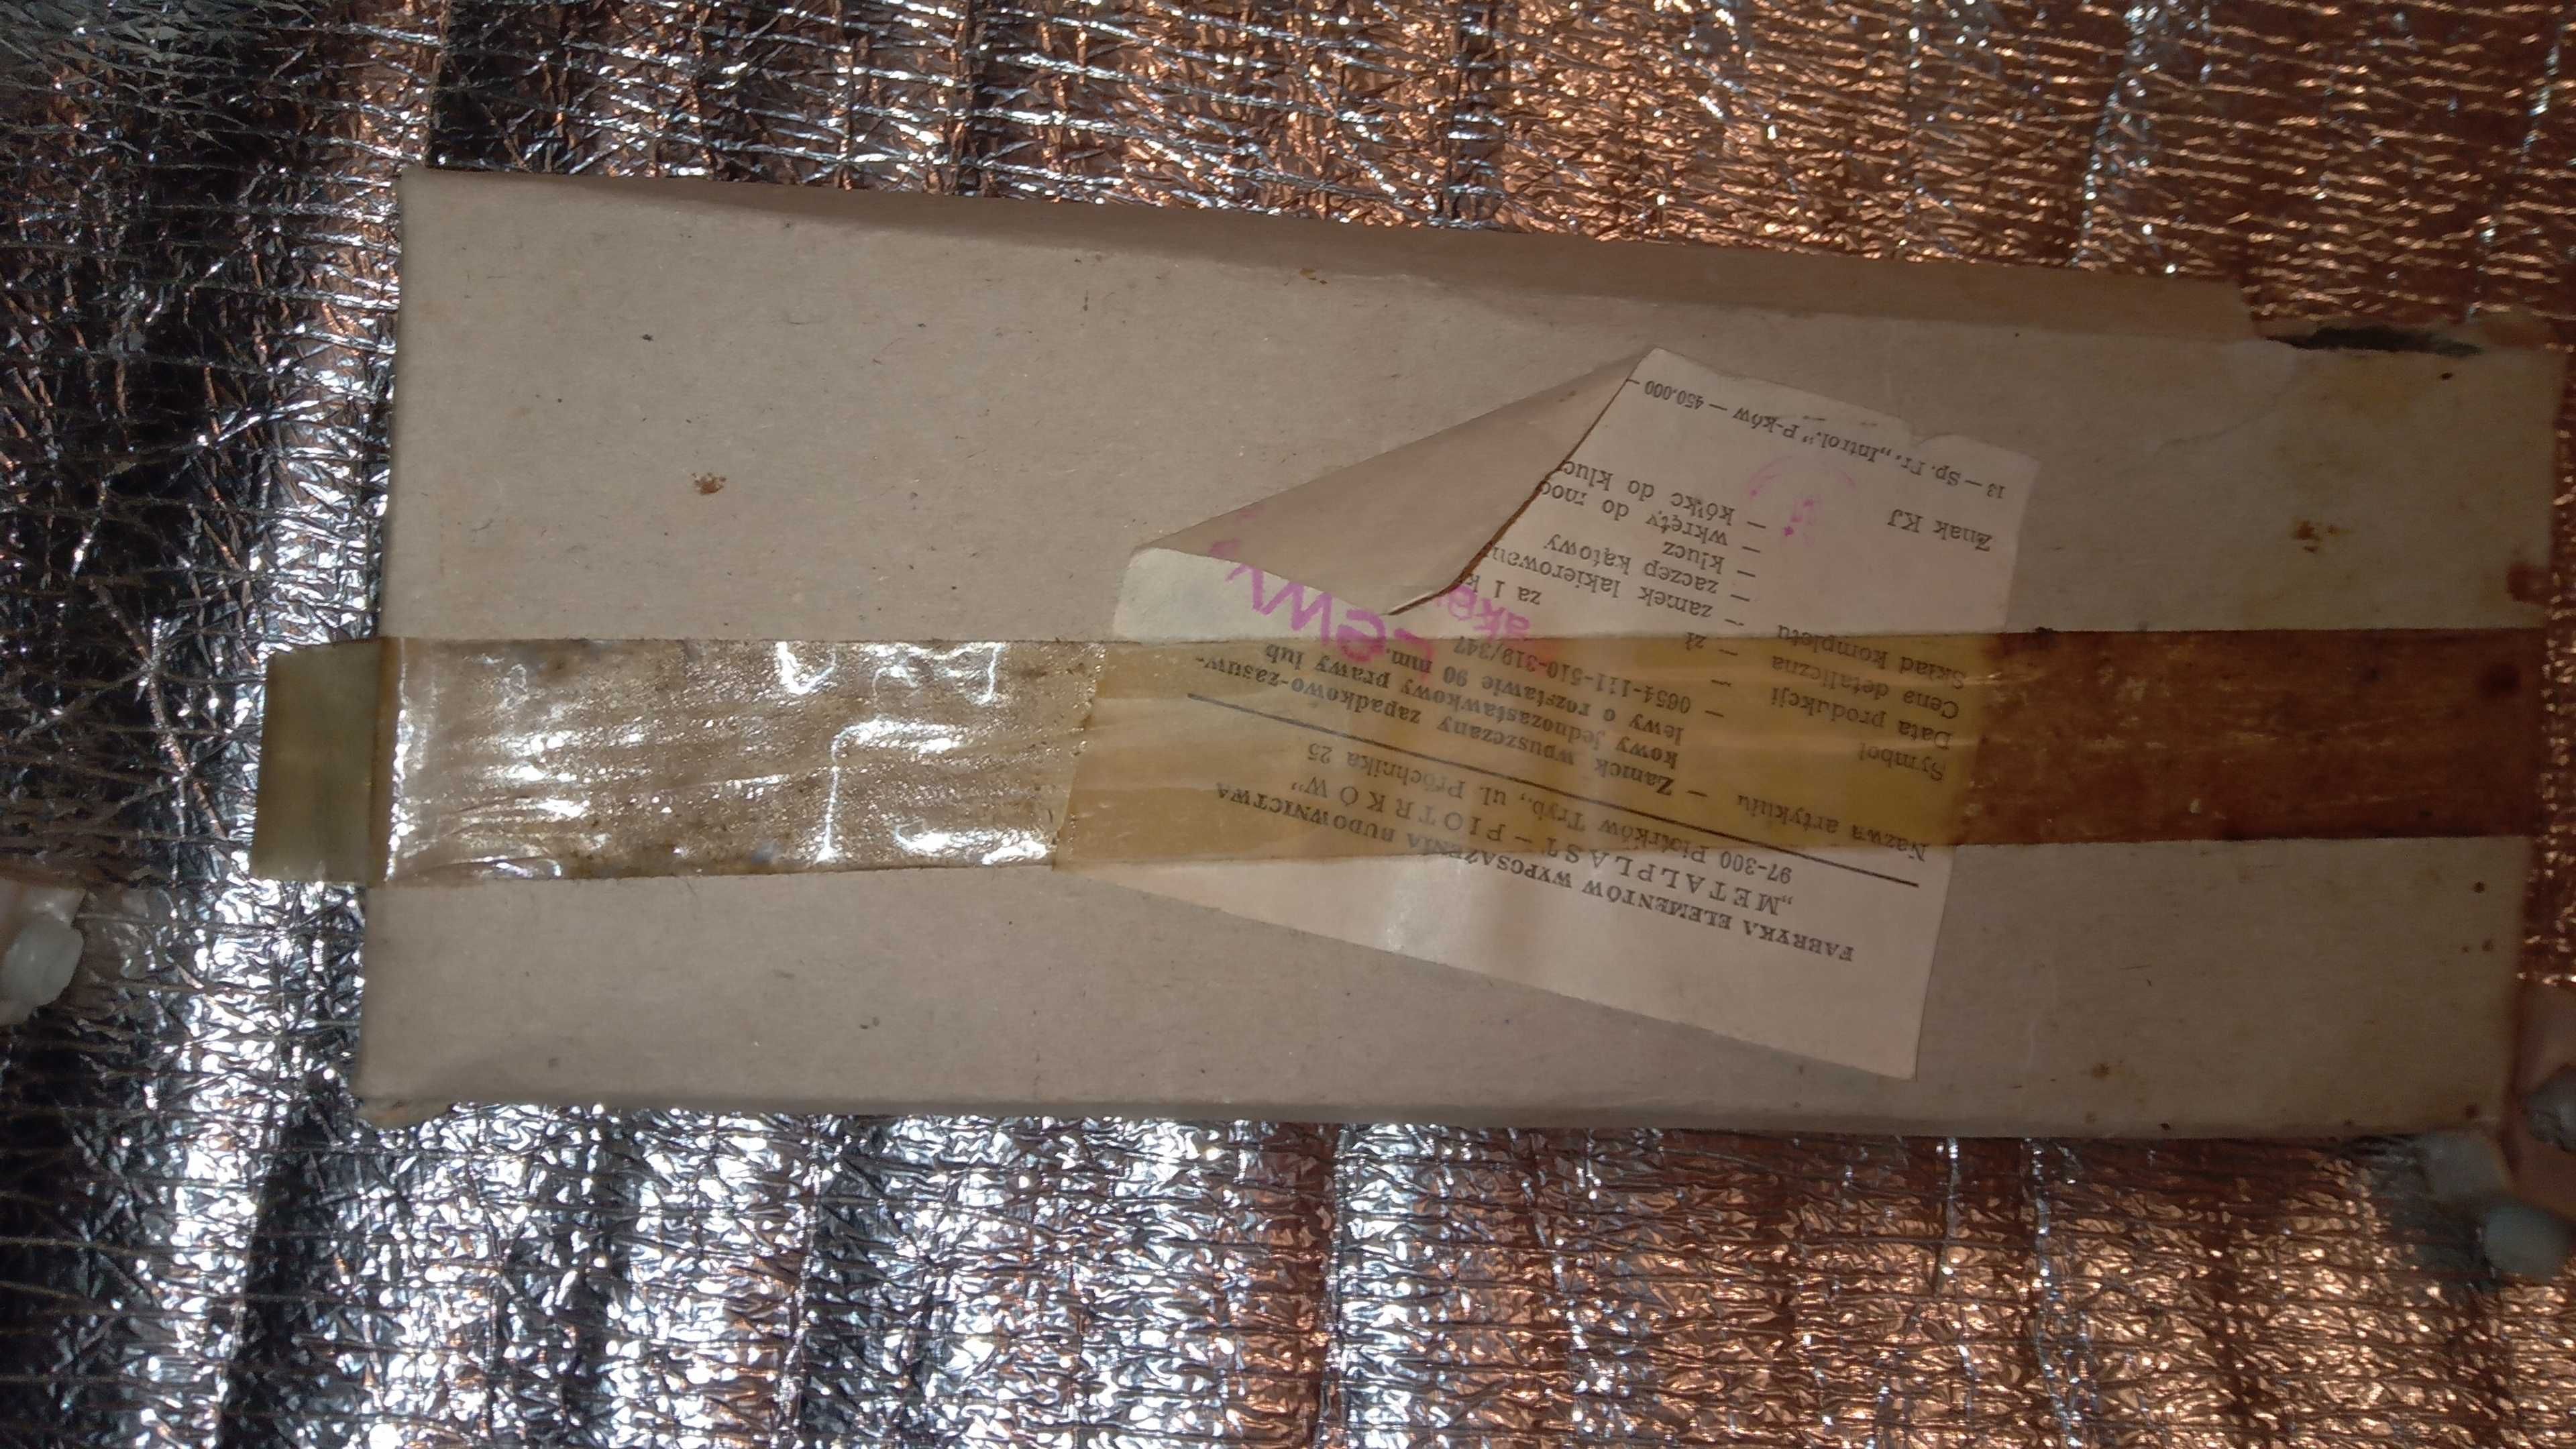 FABRYKA ELEMENTÓW WYPOSAŻENIA BUDOWNICTWA
„METALPLAST — PIOTRKÓW”
97-300 Piotrków Tryb., ul. Próchnika 25
Nazwa artykułu — Zamek wpuszczany zapadkowo-zasuw-
kowy jednozastawkowy prawy lub
lewy o rozstawie 90 mm.
Symbol — 0654-111-510-319/347
Data produkcji —
Cena detaliczna — zł za 1 k
Skład kompletu — zamek lakierowan
— zaczep kątowy
— klucz
— wkręty do moc
— kółko do kluc
Znak KJ
13 — Sp. Pr. „Introl.” P-ków — 450.000 —
LEWY